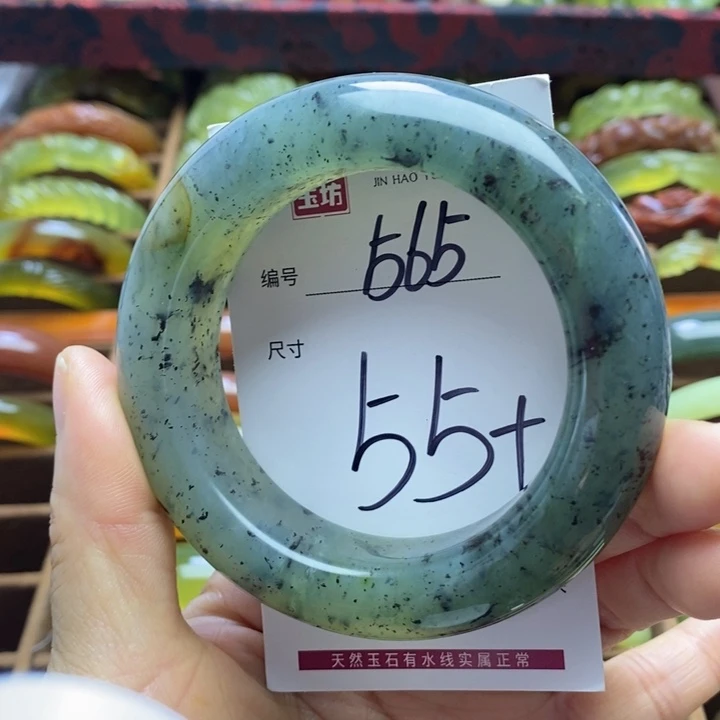 玉坊
JIN HAO
编号 565
尺寸
55+
天然玉石有水线实属正常